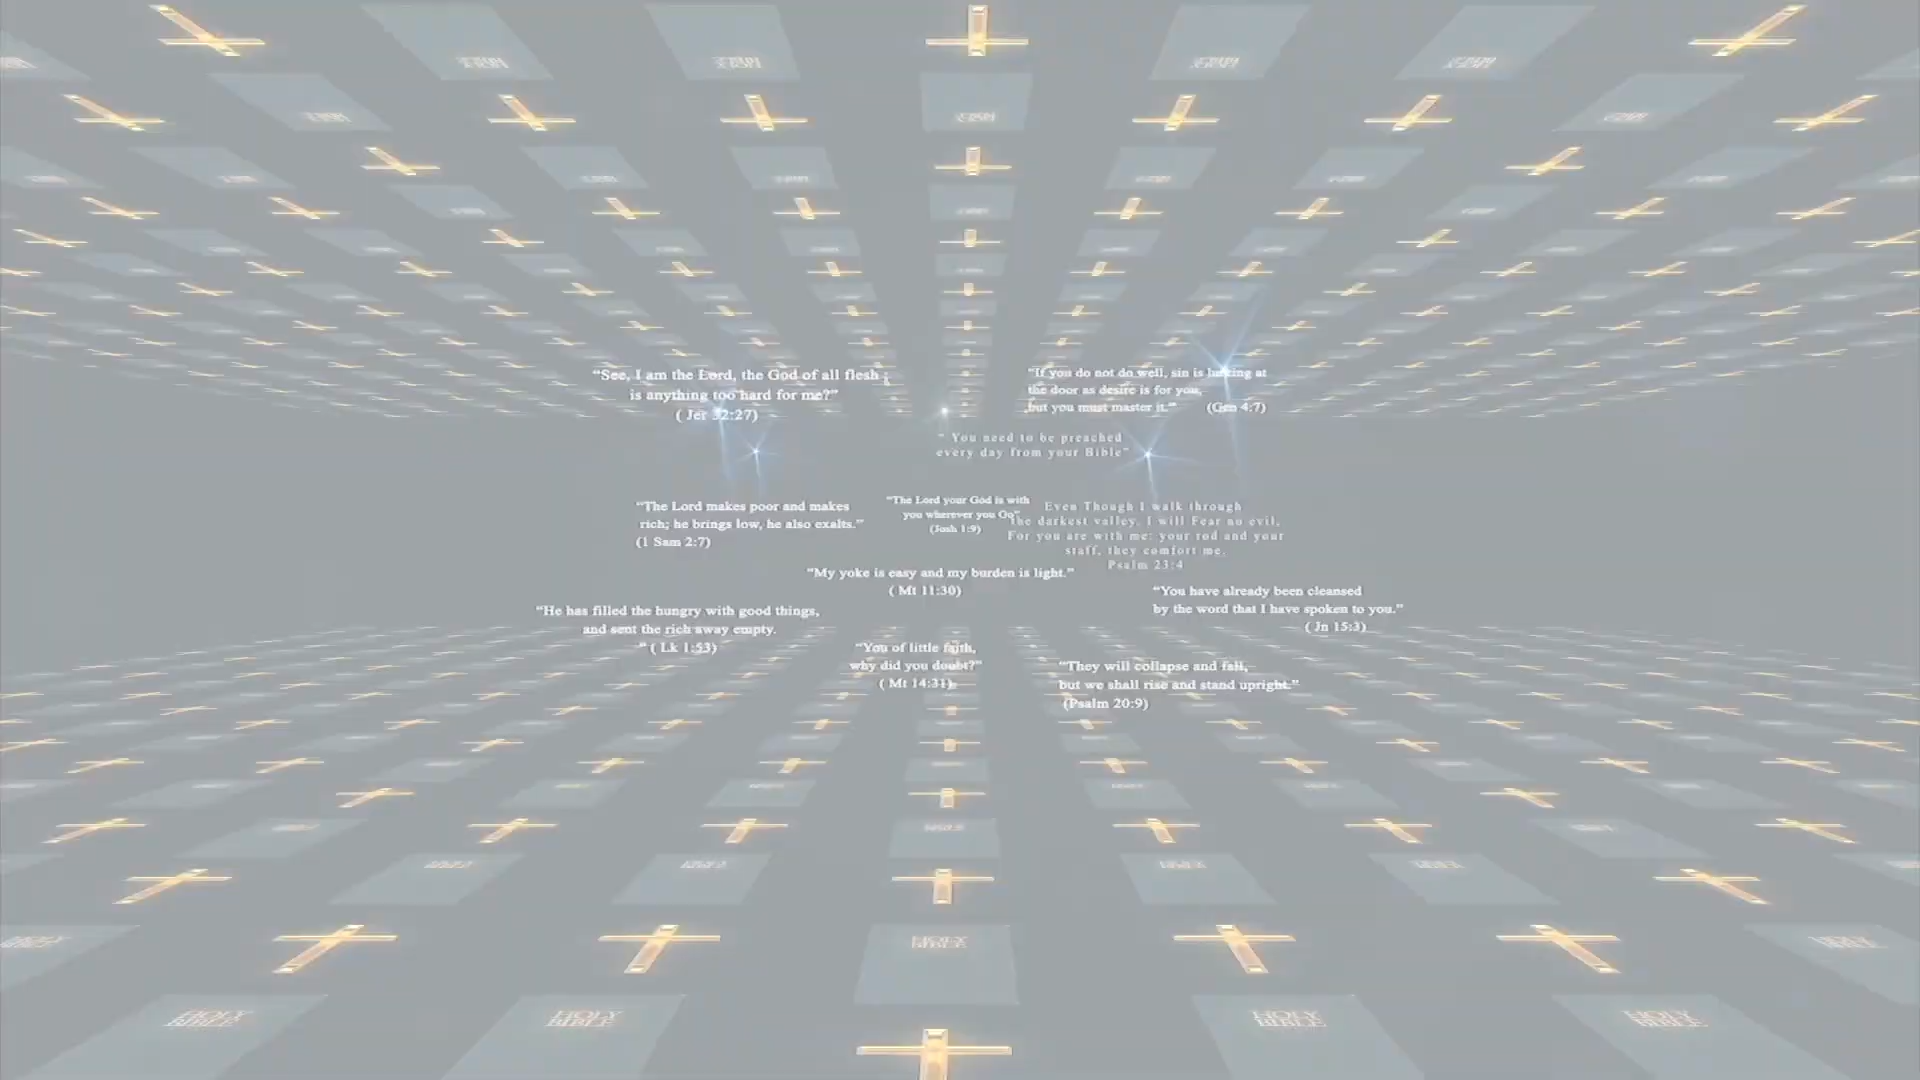 “See, I am the Lord, the God of all flesh ;
is anything too hard for me?”
( Jer 32:27)
“If you do not do well, sin is lurking at
the door as desire is for you,
but you must master it.” (Gen 4:7)
“ You need to be preached
every day from your Bible”
“The Lord makes poor and makes
rich; he brings low, he also exalts.”
(1 Sam 2:7)
“The Lord your God is with
you wherever you Go”
(Josh 1:9)
Even Though I walk through
the darkest valley, I will Fear no evil,
For you are with me; your rod and your
staff, they comfort me.
Psalm 23:4
“My yoke is easy and my burden is light.”
( Mt 11:30)
“You have already been cleansed
by the word that I have spoken to you.”
( Jn 15:3)
“He has filled the hungry with good things,
and sent the rich away empty.
” ( Lk 1:53)
“You of little faith,
why did you doubt?”
( Mt 14:31)
“They will collapse and fall,
but we shall rise and stand upright.”
(Psalm 20:9)
HOLY
BIBLE
HOLY
BIBLE
HOLY
BIBLE
HOLY
BIBLE
HOLY
BIBLE
HOLY
BIBLE
HOLY
BIBLE